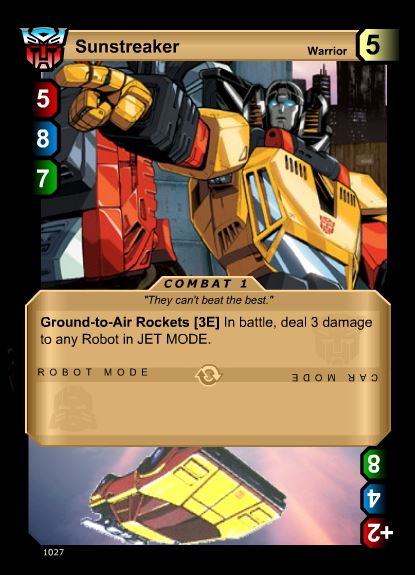 Sunstreaker
Warrior
5
5
8
7
COMBAT 1
"They can't beat the best."
Ground-to-Air Rockets [3E] In battle, deal 3 damage
to any Robot in JET MODE.
ROBOT MODE
CAR MODE
8
4
+2
1027